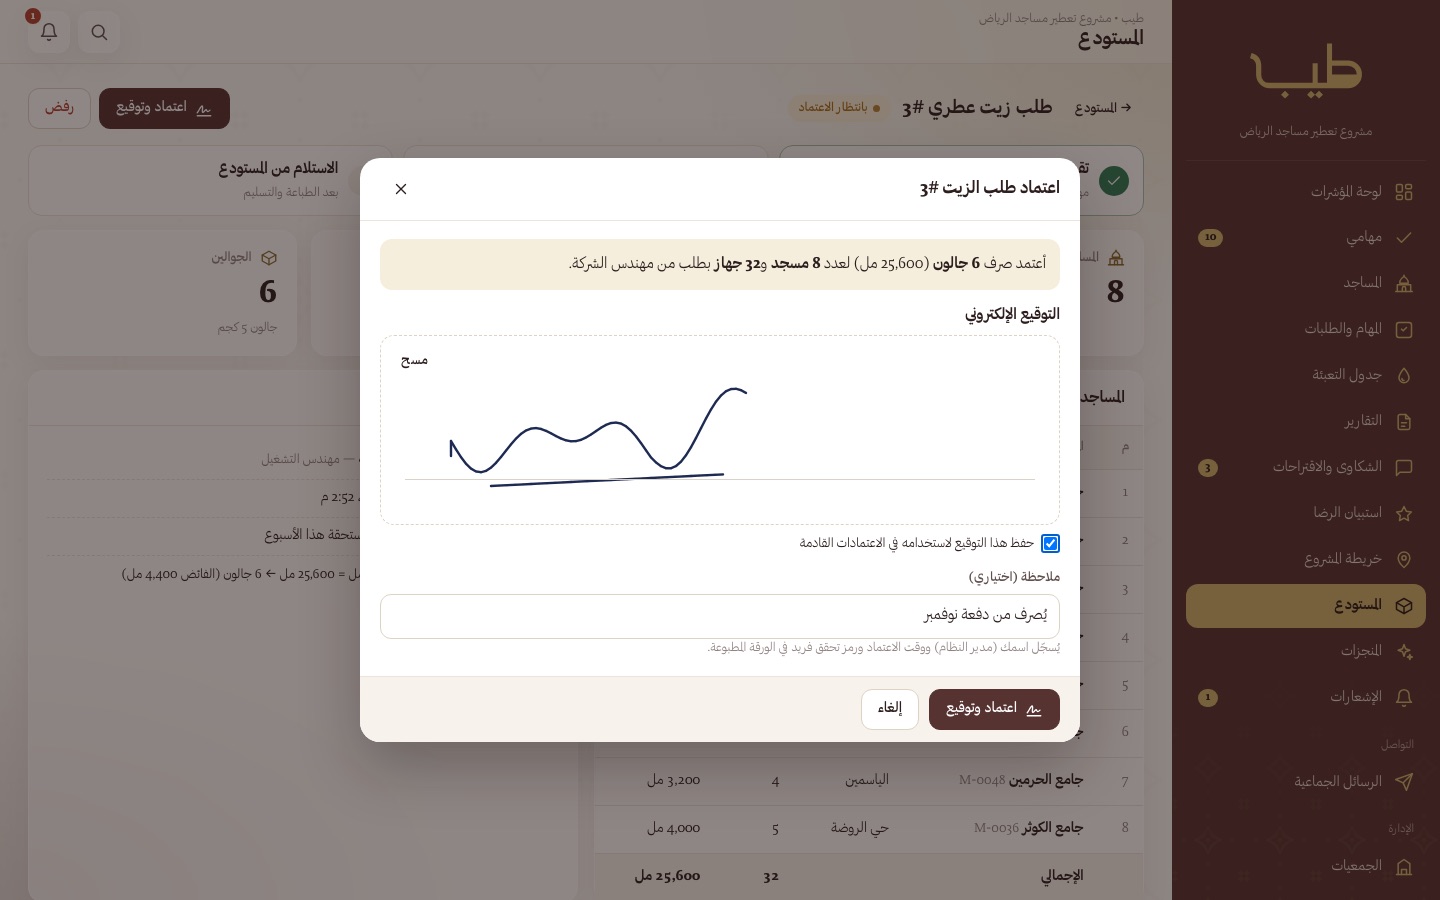 طيب • مشروع تعطير مساجد الرياض
المستودع
1
طيب
مشروع تعطير مساجد الرياض
لوحة المؤشرات
مهامي 10
المساجد
المهام والطلبات
جدول التعبئة
التقارير
الشكاوى والاقتراحات 3
استبيان الرضا
خريطة المشروع
المستودع
المنجزات
الإشعارات 1
التواصل
الرسائل الجماعية
الإدارة
الجمعيات
→ المستودع
طلب زيت عطري #3
بانتظار الاعتماد
اعتماد وتوقيع
رفض
الاستلام من المستودع
بعد الطباعة والتسليم
8
الجوالين
6
جالون 5 كجم
اعتماد طلب الزيت #3
أعتمد صرف 6 جالون (25,600 مل) لعدد 8 مسجد و32 جهاز بطلب من مهندس الشركة.
التوقيع الإلكتروني
مسح
حفظ هذا التوقيع لاستخدامه في الاعتمادات القادمة
ملاحظة (اختياري)
يُصرف من دفعة نوفمبر
يُسجّل اسمك (مدير النظام) ووقت الاعتماد ورمز تحقق فريد في الورقة المطبوعة.
اعتماد وتوقيع
إلغاء
المساجد
م
1
2
3
4
5
6
7 جامع الحرمين M-0048 الياسمين 4 3,200 مل
8 جامع الكوثر M-0036 حي الروضة 5 4,000 مل
الإجمالي 32 25,600 مل
— مهندس التشغيل
2:52 م
هذا الأسبوع
مل = 25,600 مل ← 6 جالون (الفائض 4,400 مل)